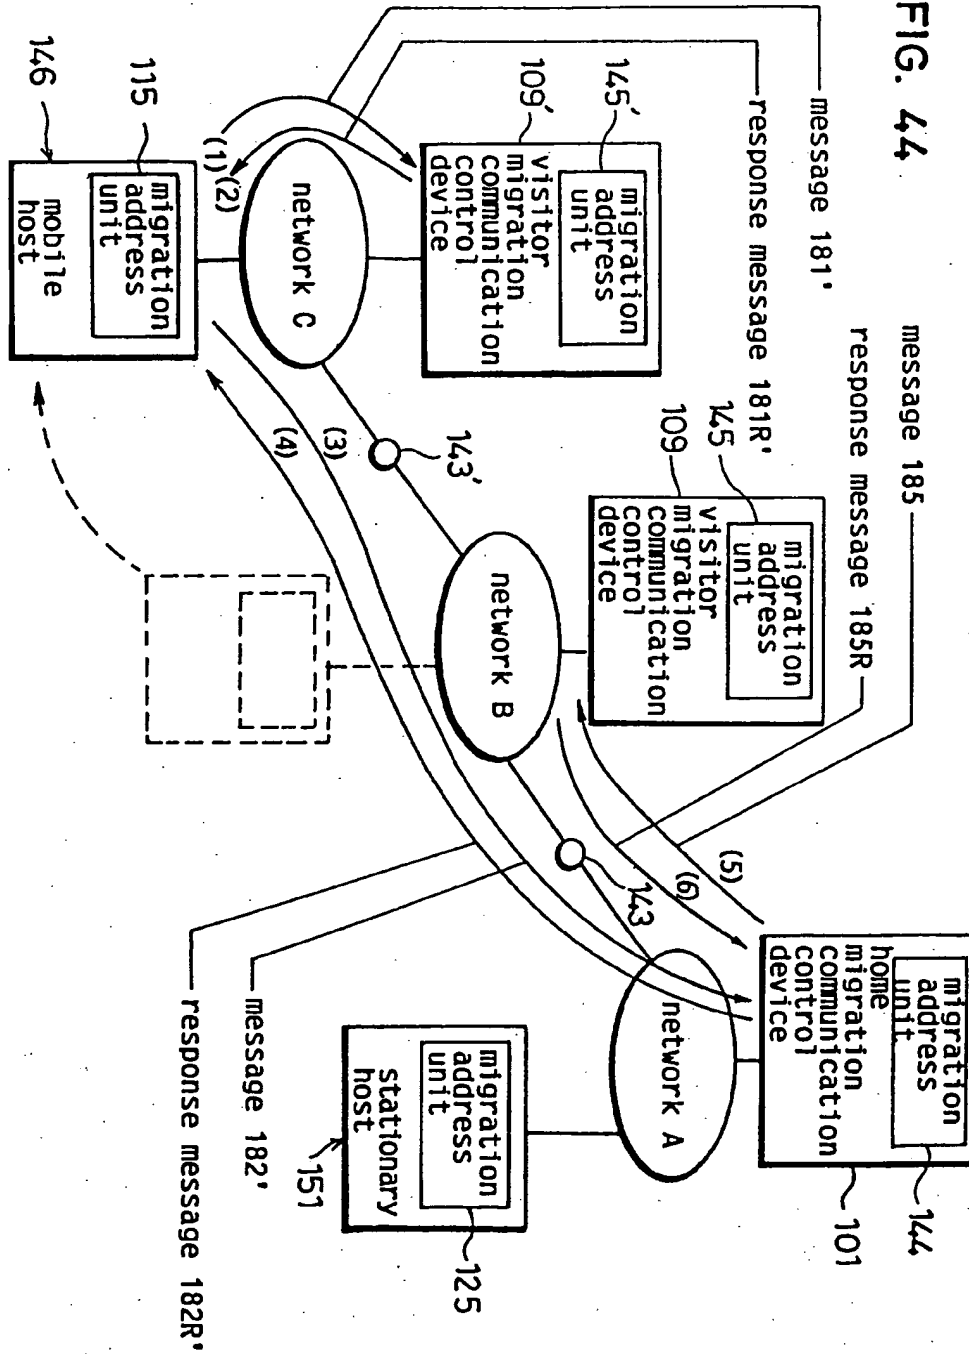 FIG. 44
message 181'
response message 181R'
message 185
response message 185R
145'
109'
migration
address
unit
visitor
migration
communication
control
device
145
109
migration
address
unit
visitor
migration
communication
control
device
migration
address
unit
home
migration
communication
control
device
144
101
115
146
(1)
(2)
network C
143'
network B
143
(5)
(6)
network A
(3)
(4)
migration
address
unit
mobile
host
migration
address
unit
stationary
host
125
151
message 182'
response message 182R'